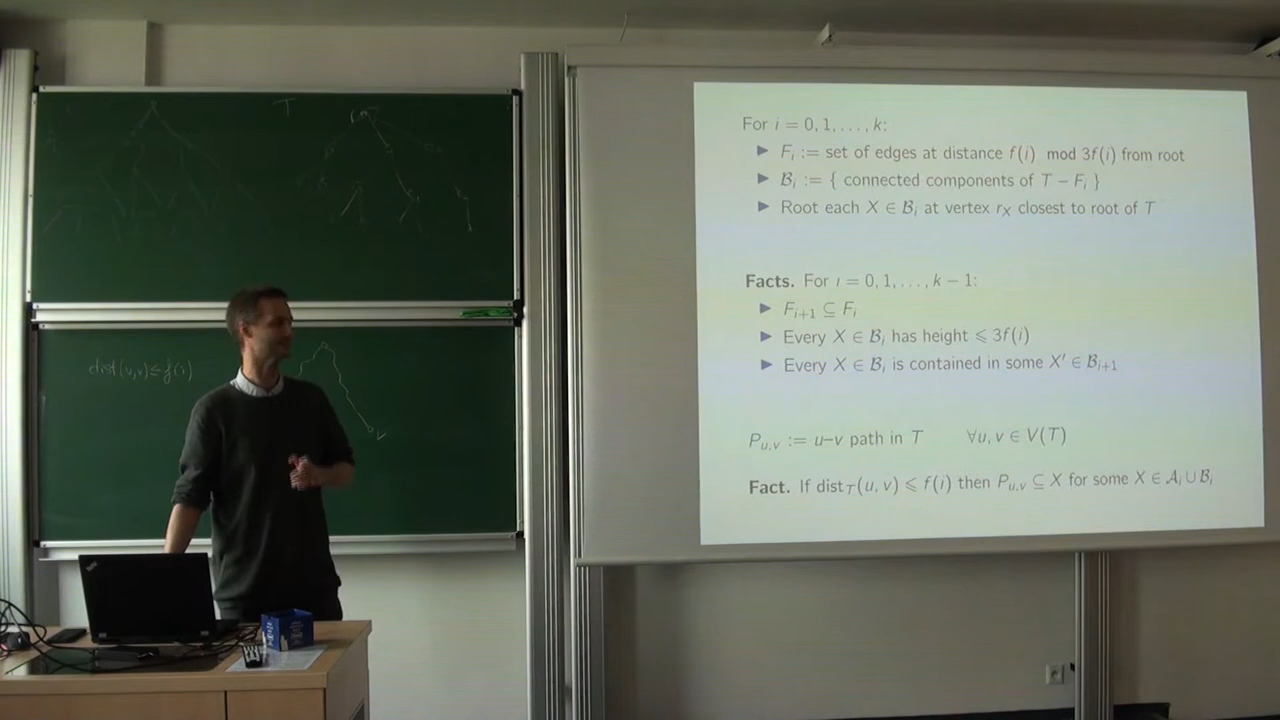 T
dist(u,v) ≤ f(i)
v
For i = 0, 1, . . . , k:
▶ F_i := set of edges at distance f(i) mod 3f(i) from root
▶ ℬ_i := { connected components of T − F_i }
▶ Root each X ∈ ℬ_i at vertex r_X closest to root of T
Facts. For i = 0, 1, . . . , k − 1:
▶ F_{i+1} ⊆ F_i
▶ Every X ∈ ℬ_i has height ⩽ 3f(i)
▶ Every X ∈ ℬ_i is contained in some X′ ∈ ℬ_{i+1}
P_{u,v} := u–v path in T ∀u, v ∈ V(T)
Fact. If dist_T(u, v) ⩽ f(i) then P_{u,v} ⊆ X for some X ∈ 𝒜_i ∪ ℬ_i